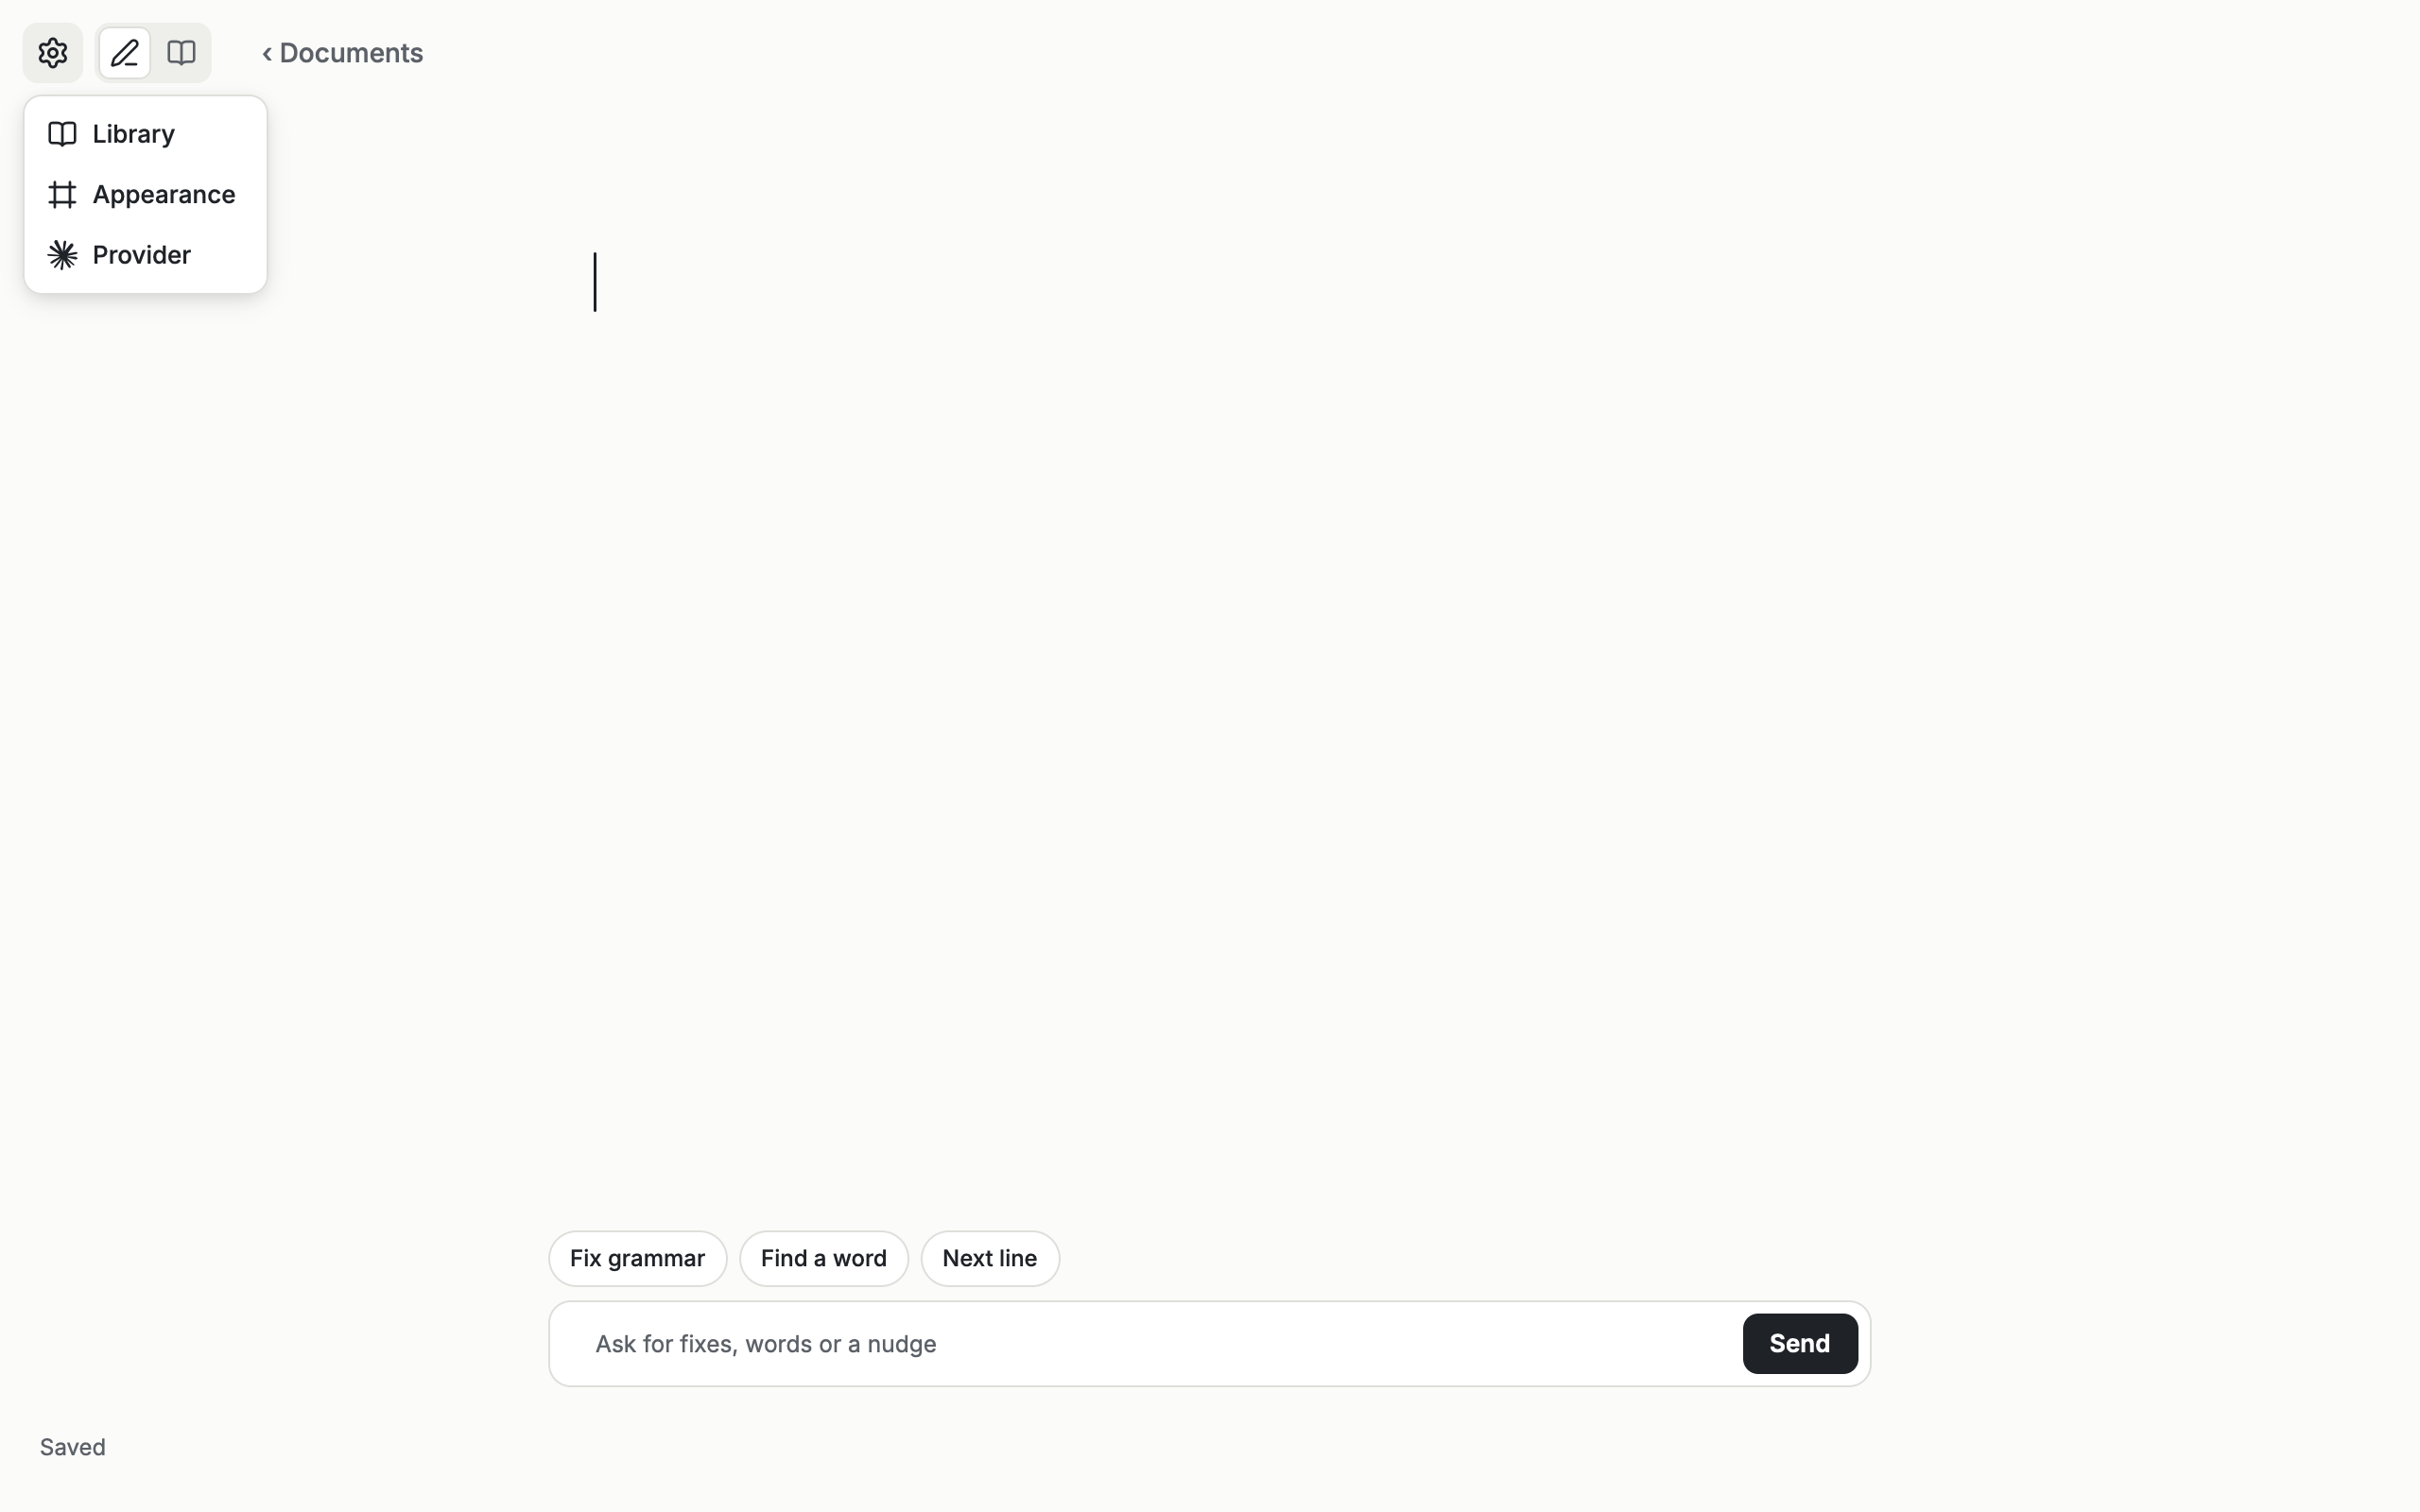 ‹ Documents
Library
Appearance
Provider
Fix grammar
Find a word
Next line
Ask for fixes, words or a nudge
Send
Saved